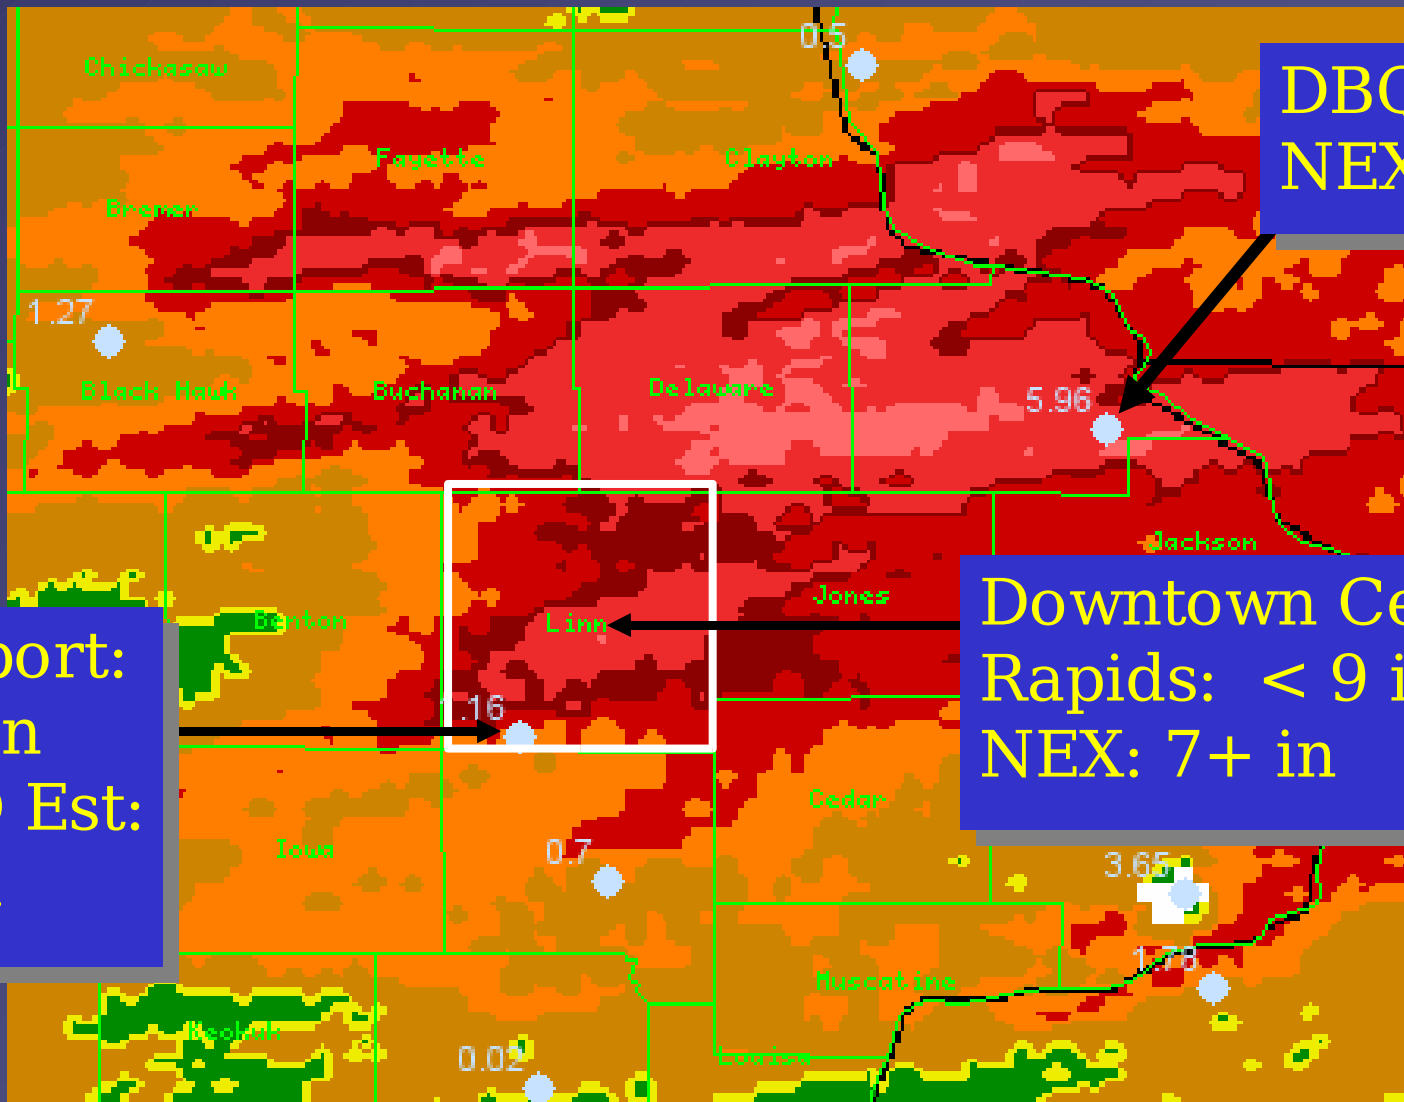 0.5
Chickasaw
DBQ
NEX
Fayette
Clayton
Bremer
1.27
Black Hawk
Buchanan
Delaware
5.96
Jackson
Benton
Linn
Jones
Downtown Ce
Rapids: < 9 i
NEX: 7+ in
port:
n
Est:
.16
Cedar
Iowa
0.7
3.65
1.78
Muscatine
Keokuk
0.02
Louisa